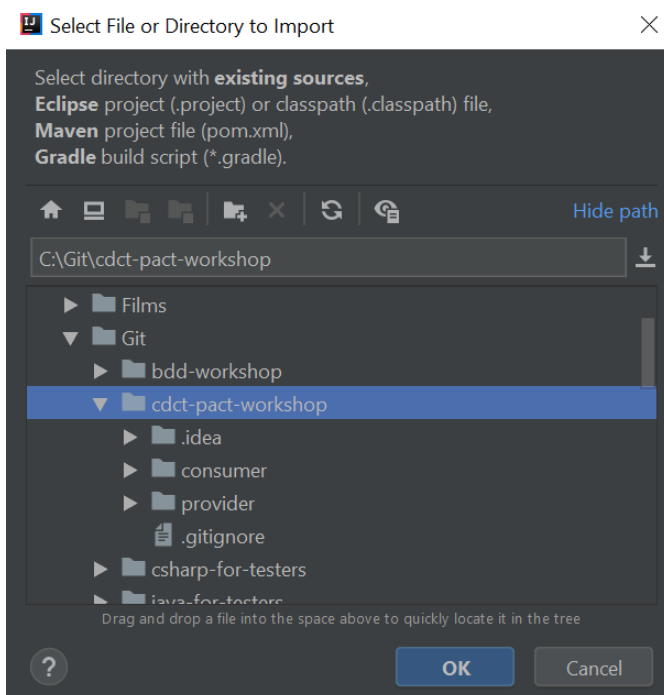 Select File or Directory to Import
Select directory with existing sources,
Eclipse project (.project) or classpath (.classpath) file,
Maven project file (pom.xml),
Gradle build script (*.gradle).
Hide path
C:\Git\cdct-pact-workshop
Films
Git
bdd-workshop
cdct-pact-workshop
.idea
consumer
provider
.gitignore
csharp-for-testers
java-for-testers
Drag and drop a file into the space above to quickly locate it in the tree
?
OK
Cancel